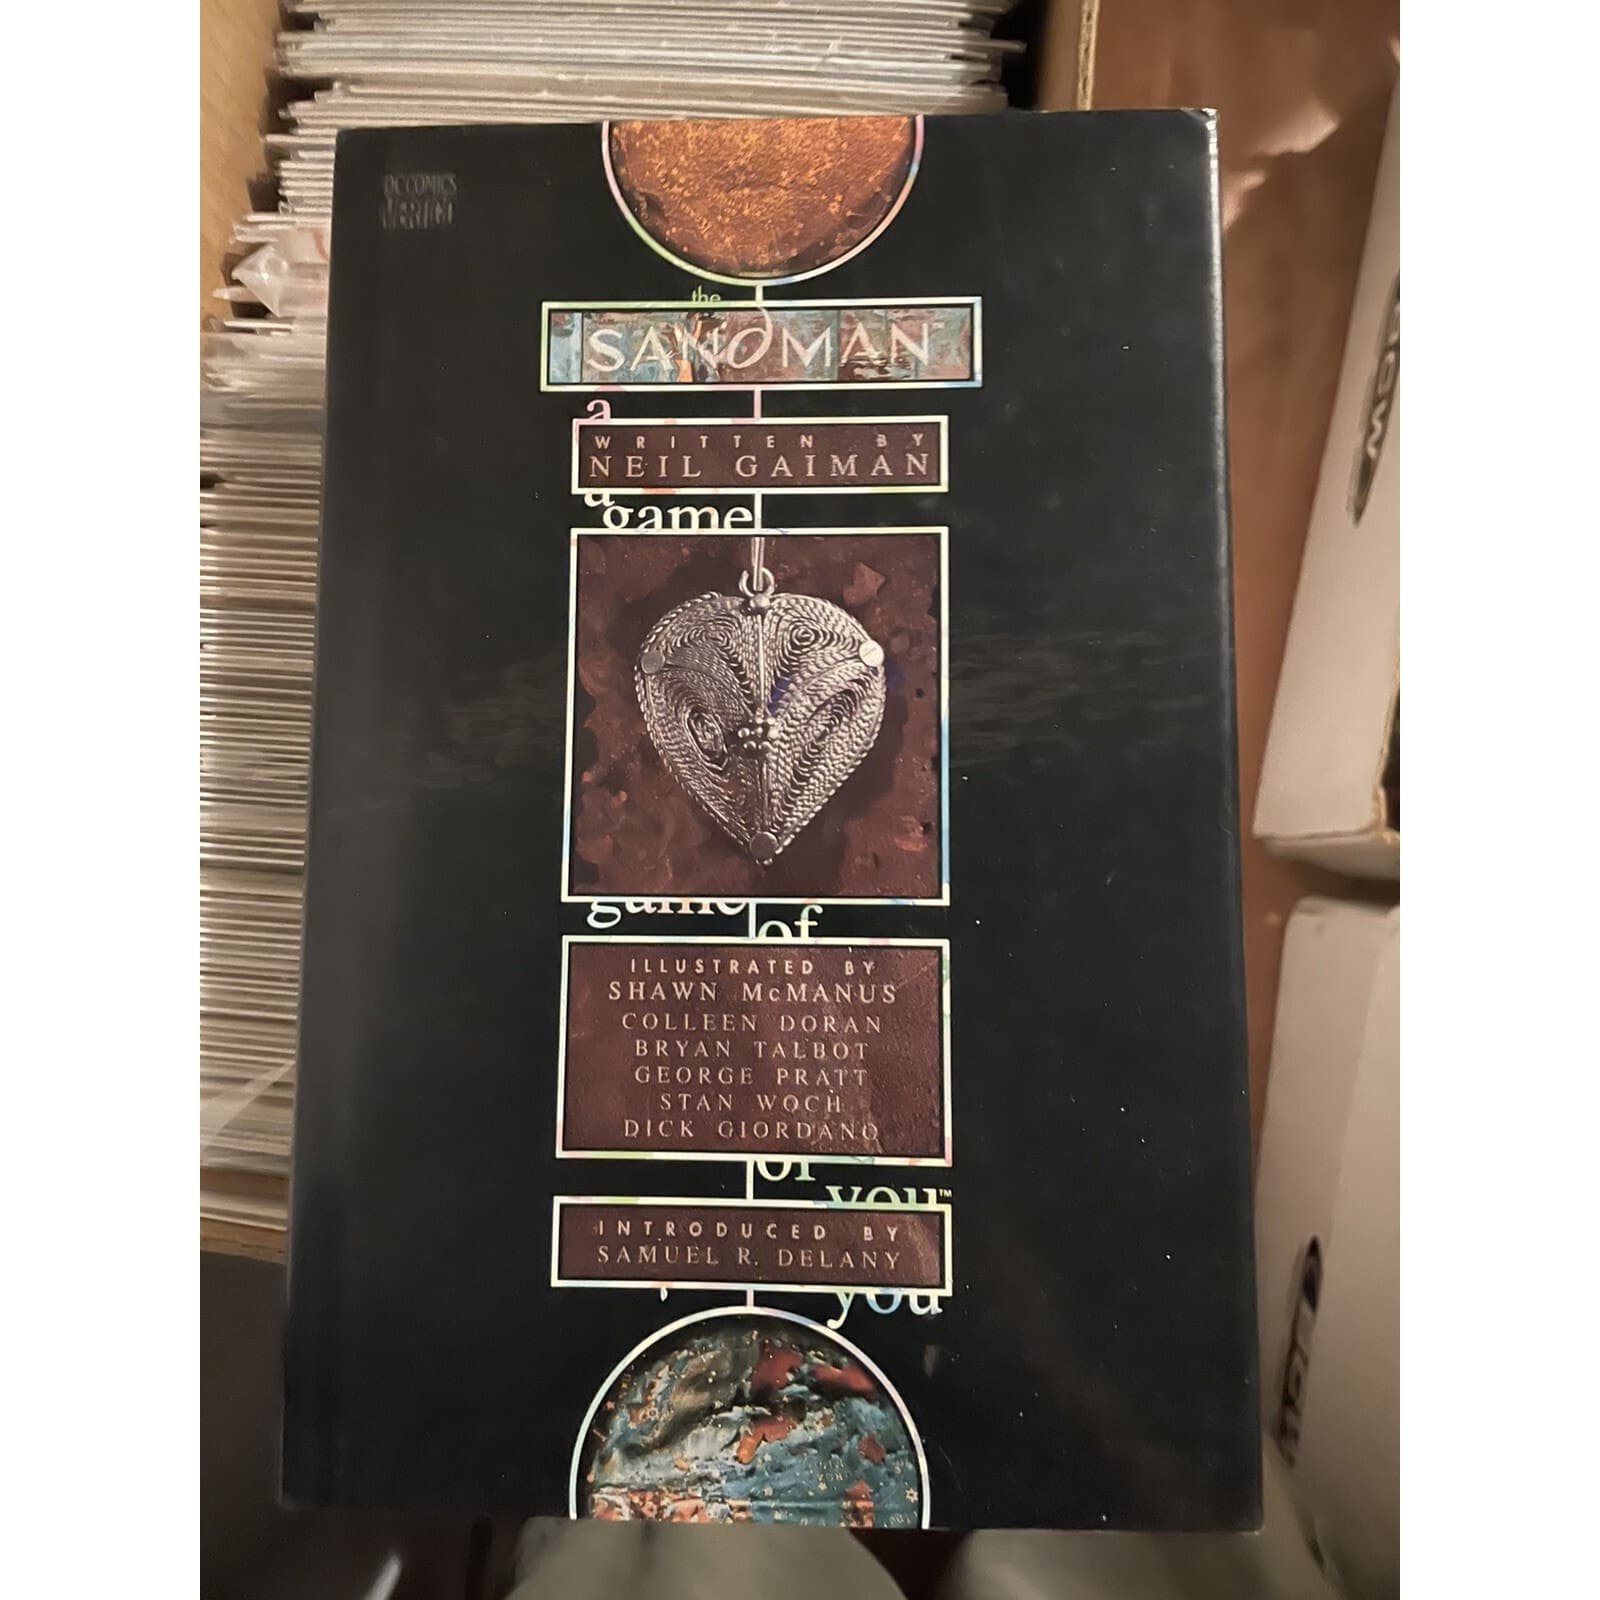 DC COMICS
VERTIGO
the
SANDMAN
a
WRITTEN BY
NEIL GAIMAN
a
game
game
of
ILLUSTRATED BY
SHAWN McMANUS
COLLEEN DORAN
BRYAN TALBOT
GEORGE PRATT
STAN WOCH
DICK GIORDANO
of
you™
INTRODUCED BY
SAMUEL R. DELANY
you